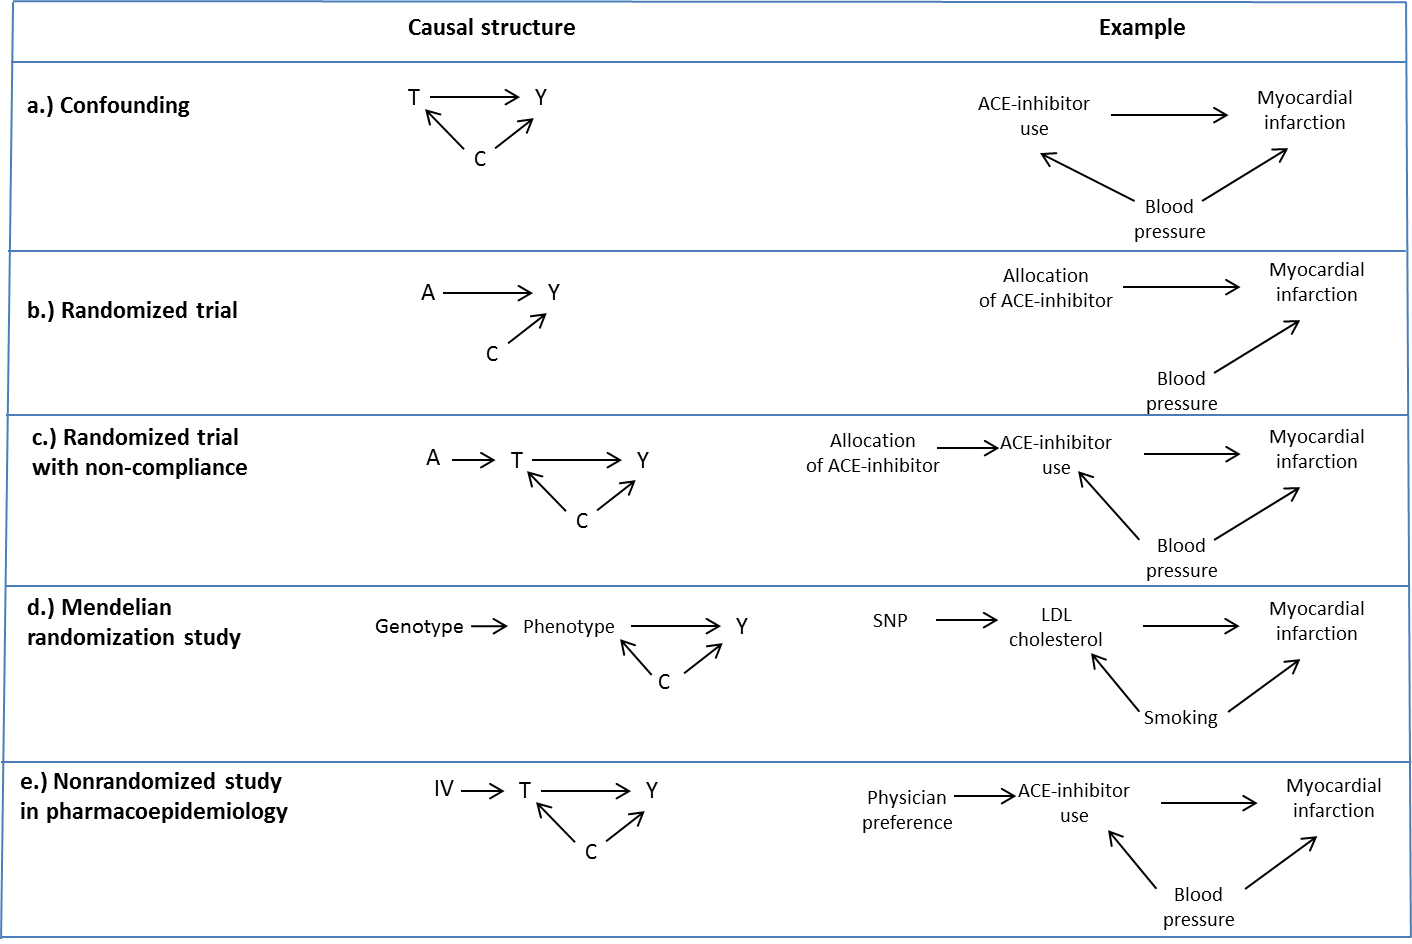 Causal structure
Example
a.) Confounding
T
Y
C
ACE-inhibitor
use
Myocardial
infarction
Blood
pressure
b.) Randomized trial
A
Y
C
Allocation
of ACE-inhibitor
Myocardial
infarction
Blood
pressure
c.) Randomized trial
with non-compliance
A
T
Y
C
Allocation
of ACE-inhibitor
ACE-inhibitor
use
Myocardial
infarction
Blood
pressure
d.) Mendelian
randomization study
Genotype
Phenotype
Y
C
SNP
LDL
cholesterol
Myocardial
infarction
Smoking
e.) Nonrandomized study
in pharmacoepidemiology
IV
T
Y
C
Physician
preference
ACE-inhibitor
use
Myocardial
infarction
Blood
pressure